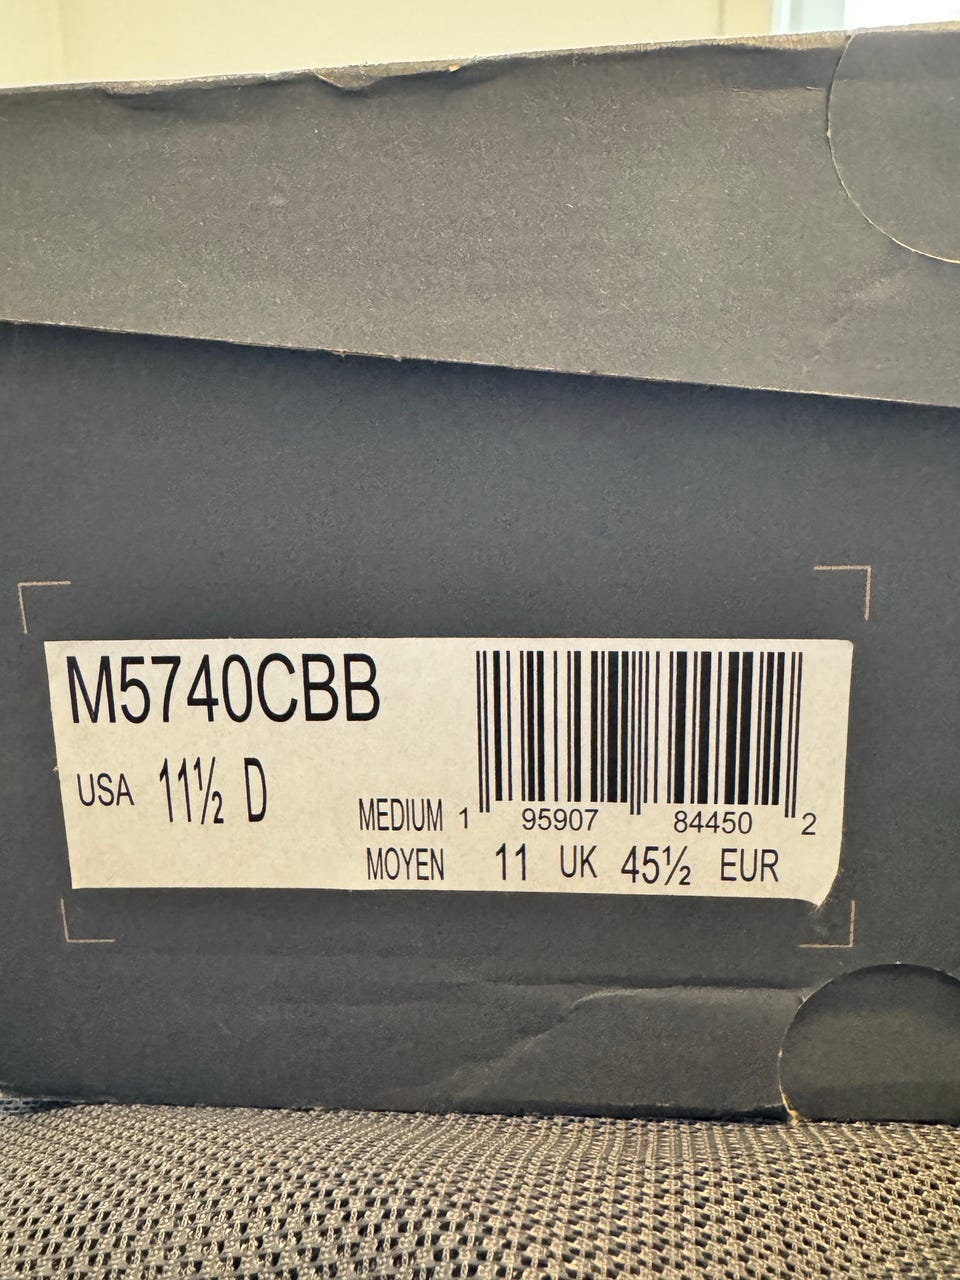 M5740CBB
USA 11½ D
MEDIUM 1 95907 84450 2
MOYEN 11 UK 45½ EUR